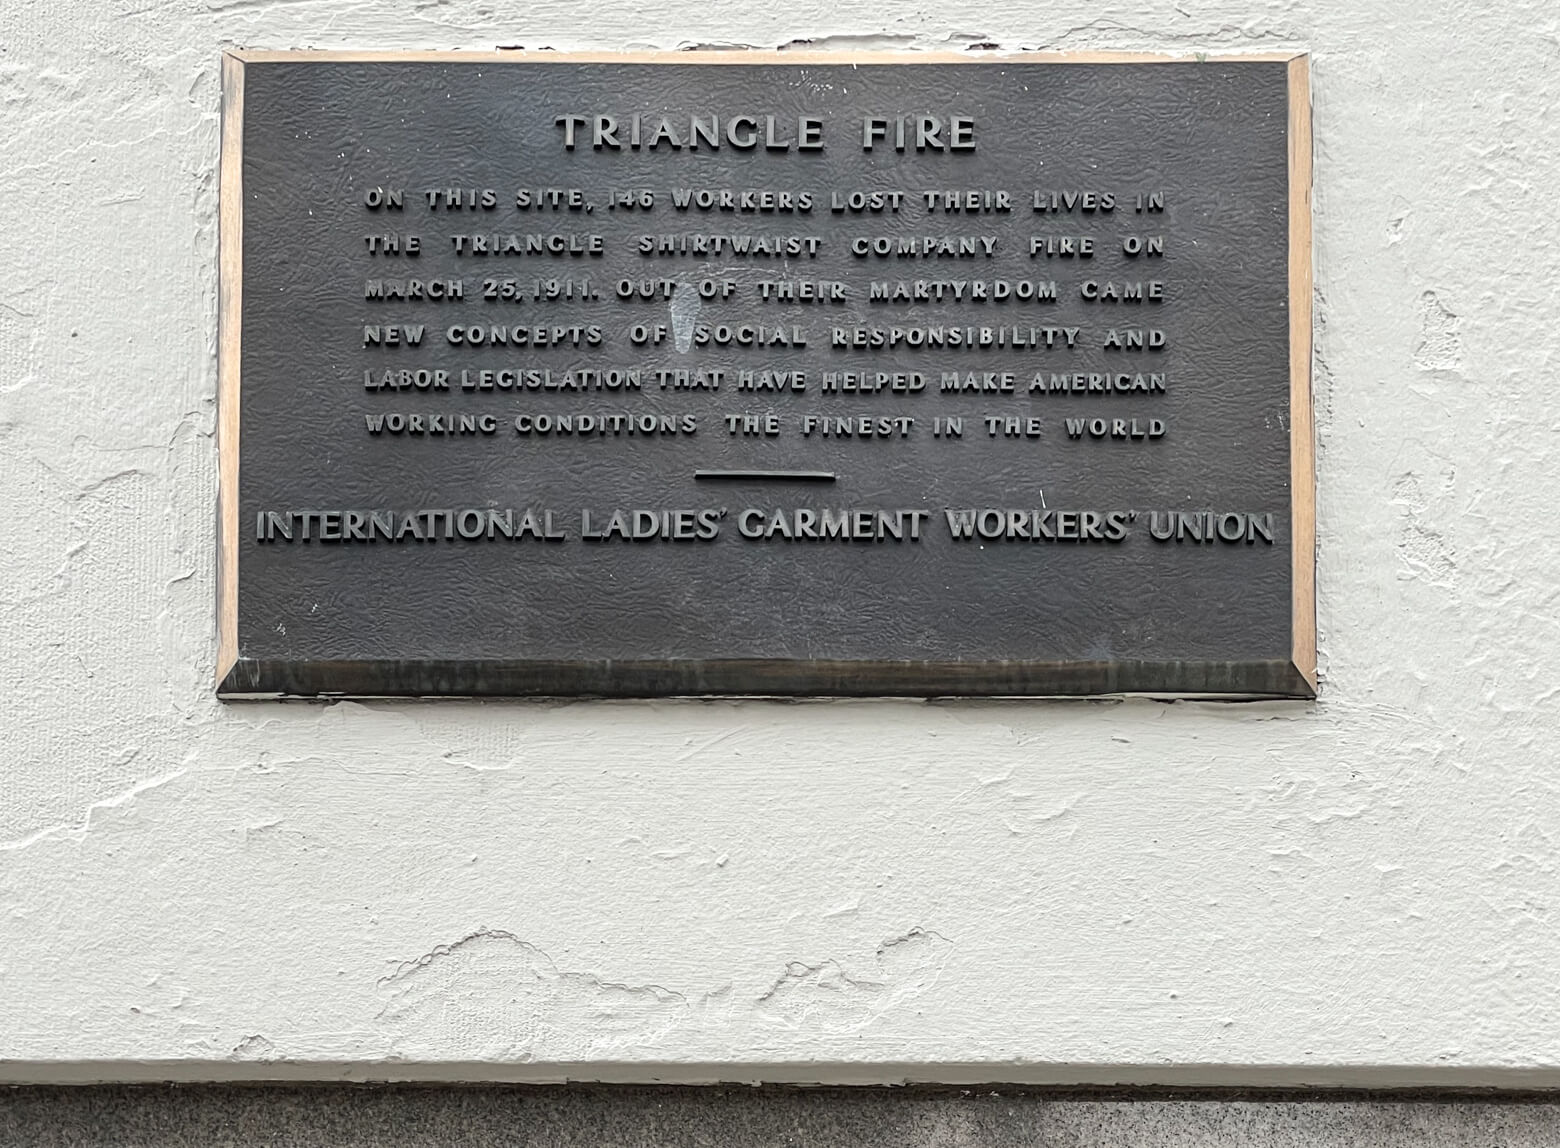 TRIANGLE FIRE
ON THIS SITE, 146 WORKERS LOST THEIR LIVES IN
THE TRIANGLE SHIRTWAIST COMPANY FIRE ON
MARCH 25, 1911. OUT OF THEIR MARTYRDOM CAME
NEW CONCEPTS OF SOCIAL RESPONSIBILITY AND
LABOR LEGISLATION THAT HAVE HELPED MAKE AMERICAN
WORKING CONDITIONS THE FINEST IN THE WORLD
INTERNATIONAL LADIES' GARMENT WORKERS' UNION